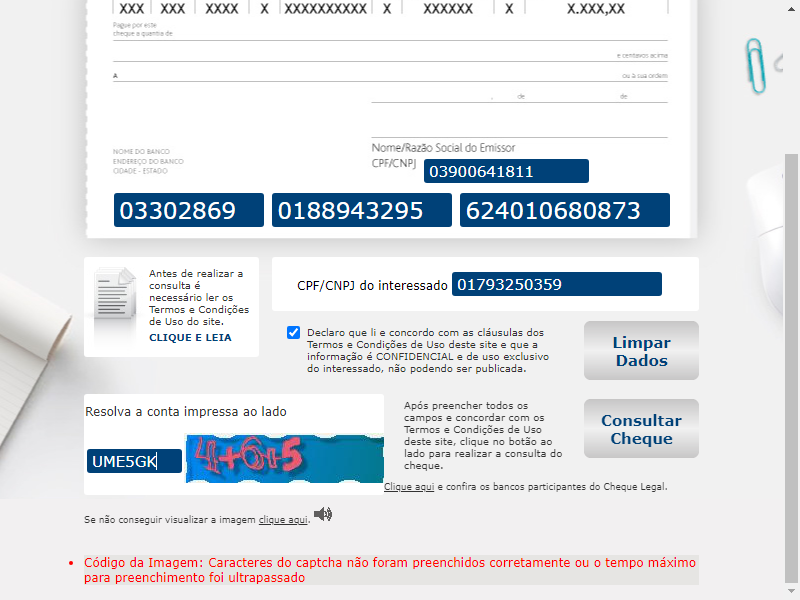 XXX XXX XXXX X XXXXXXXXXX X XXXXXX X X.XXX,XX
Pague por este
cheque a quantia de
e centavos acima
A ou à sua ordem
, de de
Nome/Razão Social do Emissor
NOME DO BANCO
ENDEREÇO DO BANCO
CIDADE - ESTADO
CPF/CNPJ 03900641811
03302869 0188943295 624010680873
Antes de realizar a
consulta é
necessário ler os
Termos e Condições
de Uso do site.
CLIQUE E LEIA
CPF/CNPJ do interessado 01793250359
Declaro que li e concordo com as cláusulas dos
Termos e Condições de Uso deste site e que a
informação é CONFIDENCIAL e de uso exclusivo
do interessado, não podendo ser publicada.
Limpar
Dados
Resolva a conta impressa ao lado
UME5GK
4+6+5
Após preencher todos os
campos e concordar com os
Termos e Condições de Uso
deste site, clique no botão ao
lado para realizar a consulta do
cheque.
Consultar
Cheque
Clique aqui e confira os bancos participantes do Cheque Legal.
Se não conseguir visualizar a imagem clique aqui.
• Código da Imagem: Caracteres do captcha não foram preenchidos corretamente ou o tempo máximo
para preenchimento foi ultrapassado